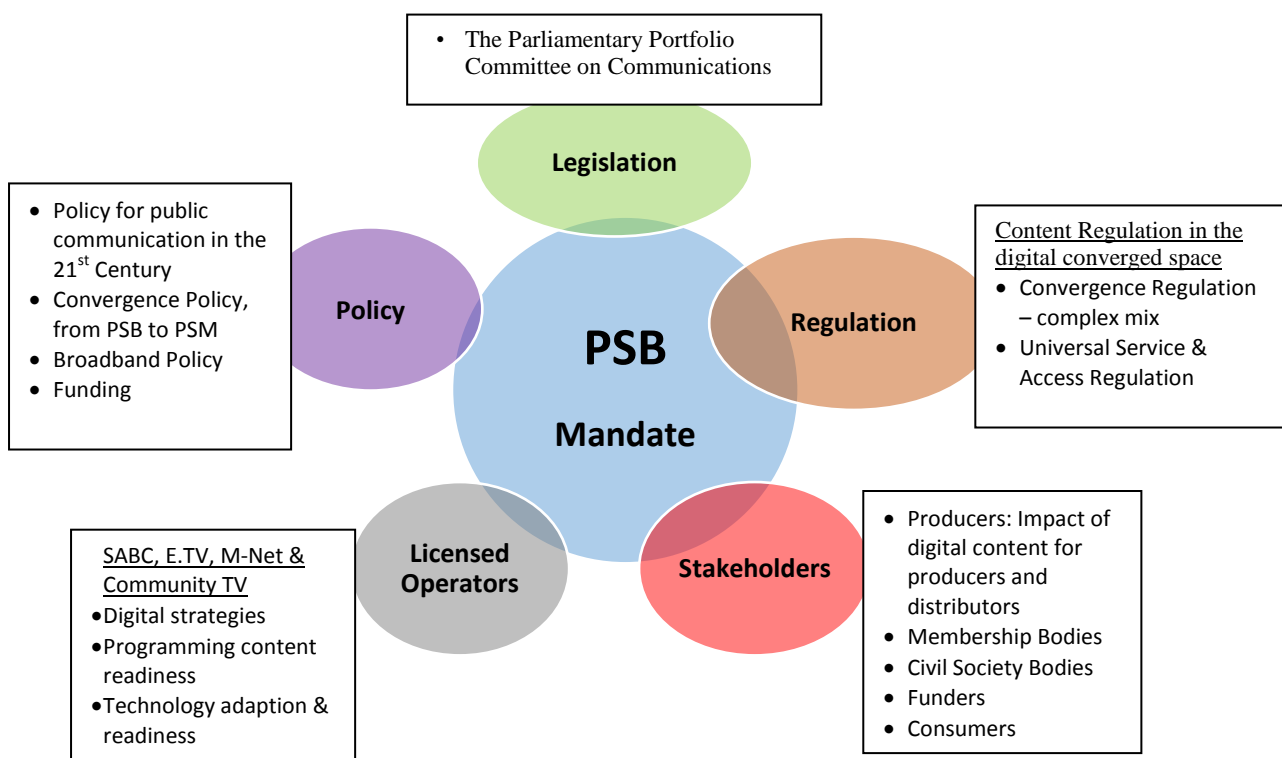 • The Parliamentary Portfolio
Committee on Communications
Legislation
• Policy for public
communication in the
21st Century
• Convergence Policy,
from PSB to PSM
• Broadband Policy
• Funding
Policy
PSB
Mandate
Regulation
Content Regulation in the
digital converged space
• Convergence Regulation
– complex mix
• Universal Service &
Access Regulation
SABC, E.TV, M-Net &
Community TV
•Digital strategies
•Programming content
readiness
•Technology adaption &
readiness
Licensed
Operators
Stakeholders
• Producers: Impact of
digital content for
producers and
distributors
• Membership Bodies
• Civil Society Bodies
• Funders
• Consumers